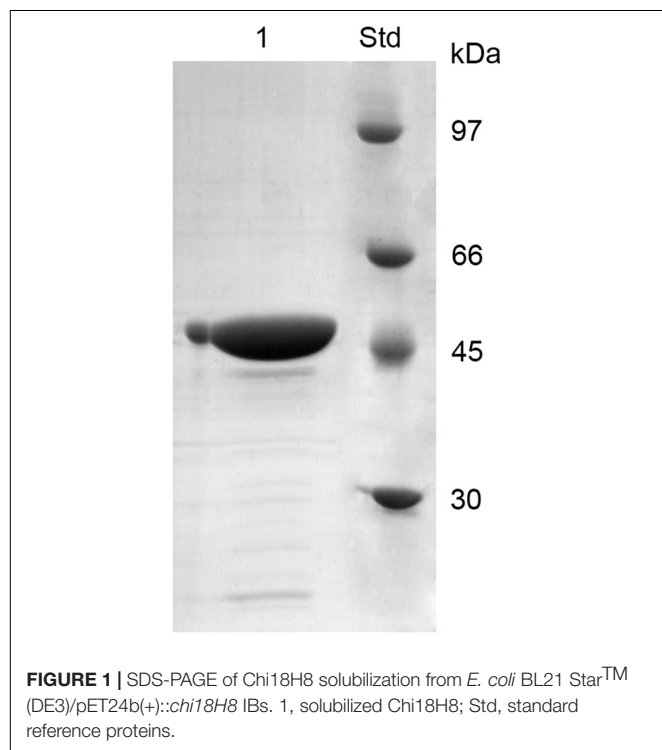 1 Std kDa
97
66
45
30
FIGURE 1 | SDS-PAGE of Chi18H8 solubilization from E. coli BL21 Star™
(DE3)/pET24b(+)::chi18H8 IBs. 1, solubilized Chi18H8; Std, standard
reference proteins.